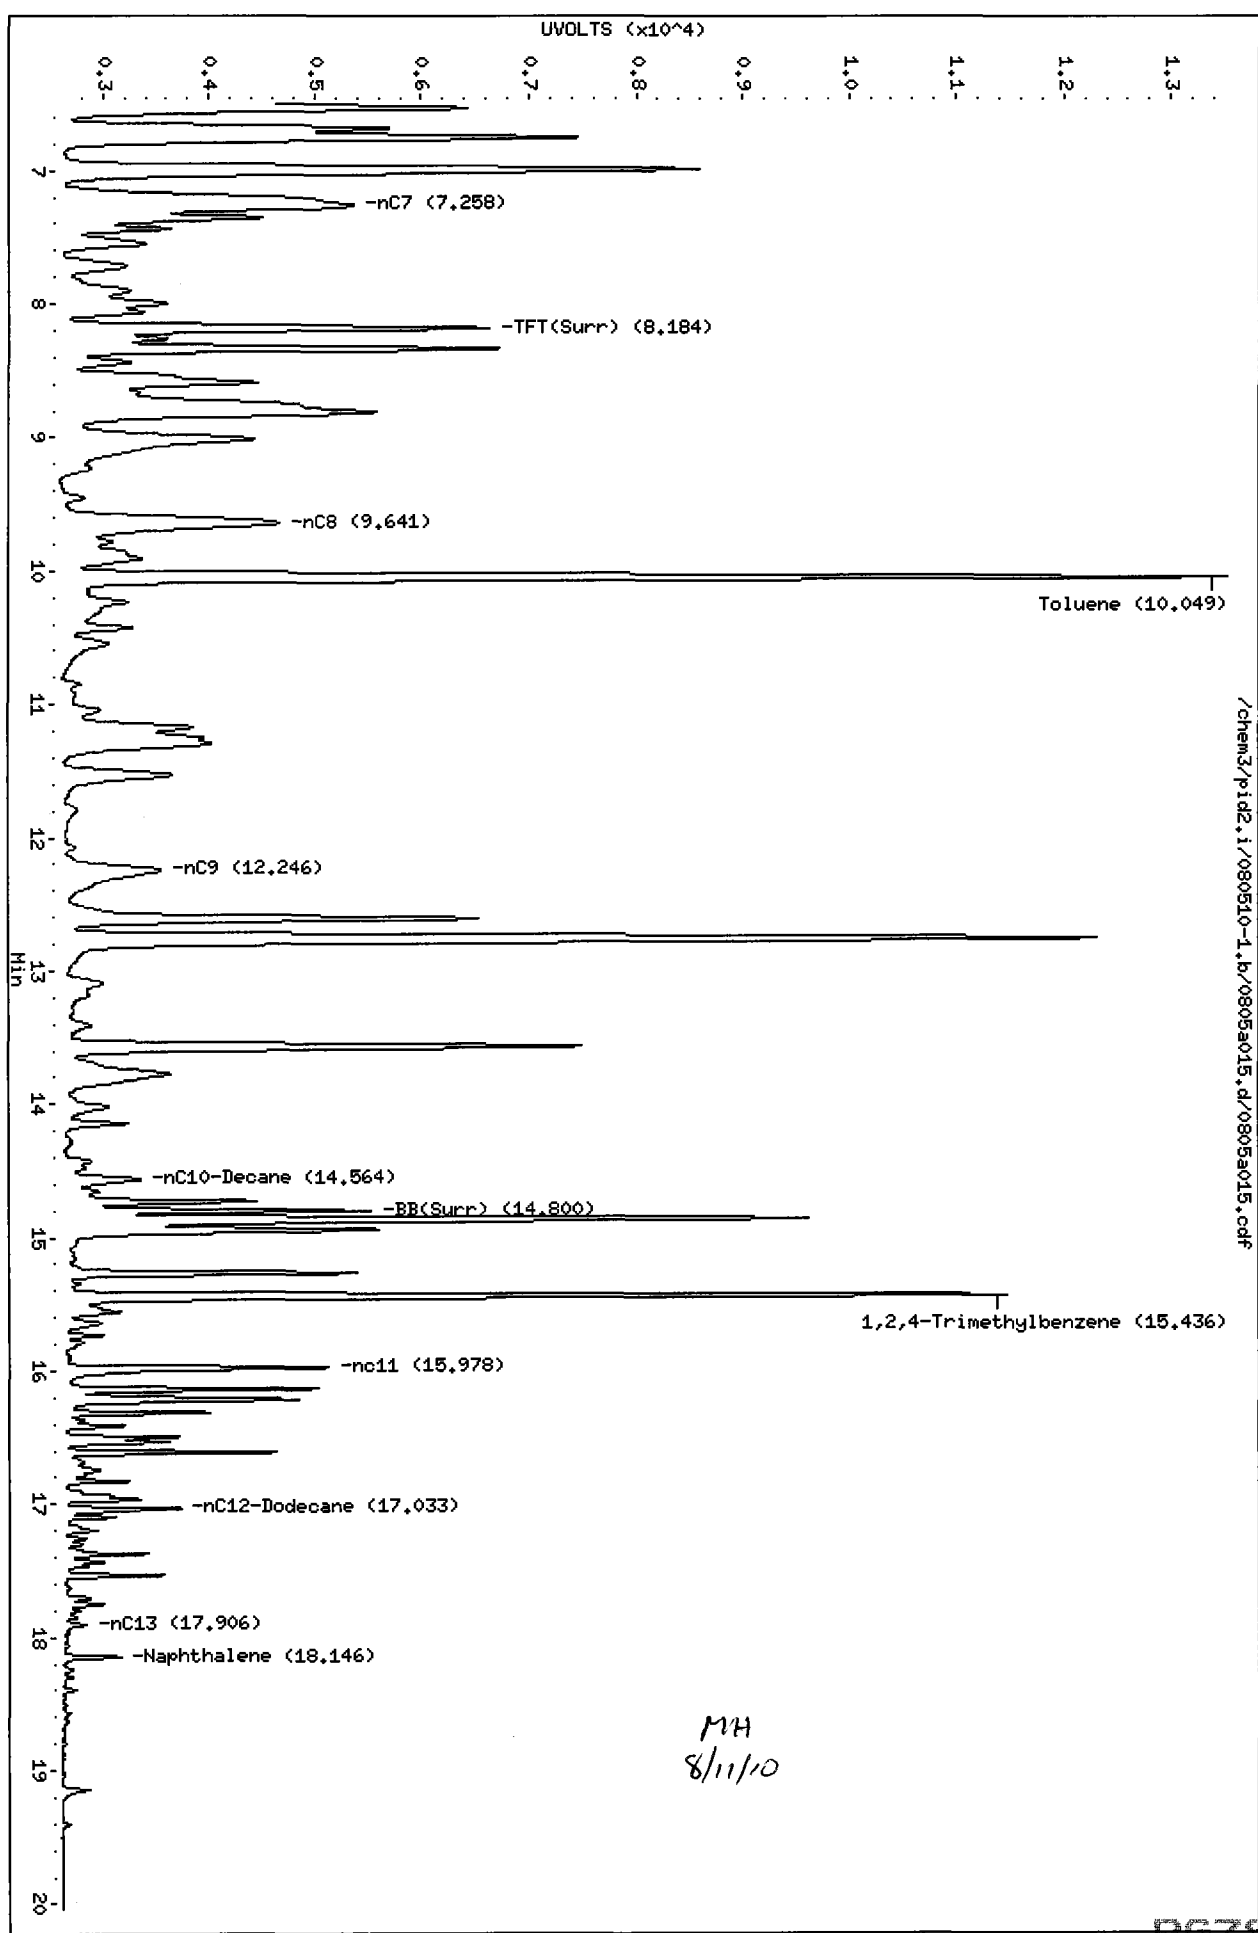 UVOLTS (x10^4)
0.3
0.4
0.5
0.6
0.7
0.8
0.9
1.0
1.1
1.2
1.3
7
-nC7 (7.258)
8
-TFT(Surr) (8.184)
9
-nC8 (9.641)
10
Toluene (10.049)
11
/chem3/pid2.i/080510-1.b/0805a015.d/0805a015.cdf
12
-nC9 (12.246)
13
Min
14
-nC10-Decane (14.564)
-BB(Surr) (14.800)
15
1,2,4-Trimethylbenzene (15.436)
16
-nc11 (15.978)
17
-nC12-Dodecane (17.033)
-nC13 (17.906)
18
-Naphthalene (18.146)
MH
8/11/10
19
20